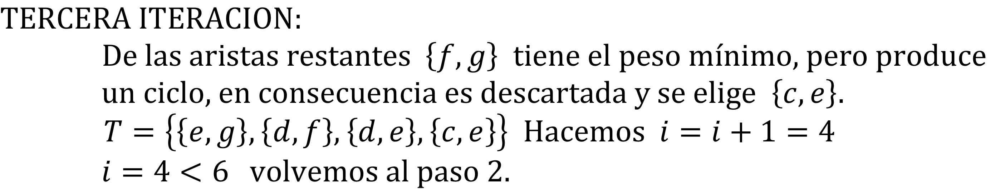 TERCERA ITERACION:
De las aristas restantes {f, g} tiene el peso mínimo, pero produce
un ciclo, en consecuencia es descartada y se elige {c, e}.
T = {{e, g}, {d, f}, {d, e}, {c, e}} Hacemos i = i + 1 = 4
i = 4 < 6 volvemos al paso 2.